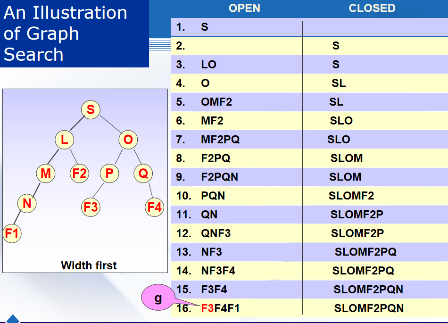 An Illustration
of Graph
Search
OPEN CLOSED
1. S
2. S
3. LO S
4. O SL
5. OMF2 SL
6. MF2 SLO
7. MF2PQ SLO
8. F2PQ SLOM
9. F2PQN SLOM
10. PQN SLOMF2
11. QN SLOMF2P
12. QNF3 SLOMF2P
13. NF3 SLOMF2PQ
14. NF3F4 SLOMF2PQ
15. F3F4 SLOMF2PQN
16. F3F4F1 SLOMF2PQN
S
L O
M F2 P Q
N F3 F4
F1
Width first
g